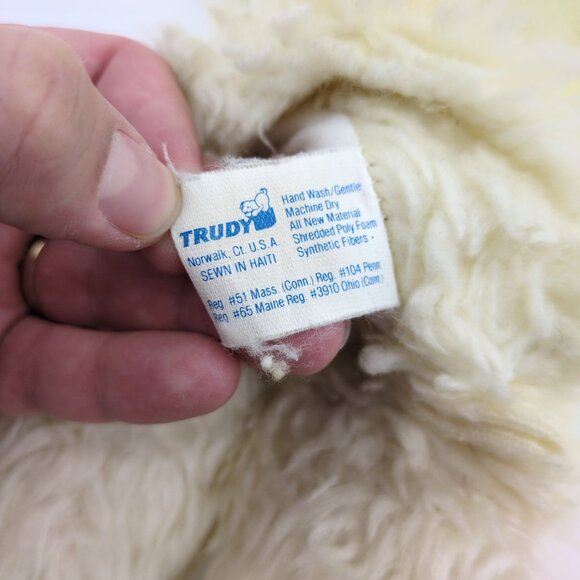 TRUDY
Norwalk, Ct. U.S.A
SEWN IN HAITI
Hand Wash/Gentle
Machine Dry
All New Material
Shredded Poly Foam
Synthetic Fibers
Reg #51 Mass (Conn.) Reg. #104 Penn
Reg. #65 Maine Reg. #3910 Ohio (Conn.)